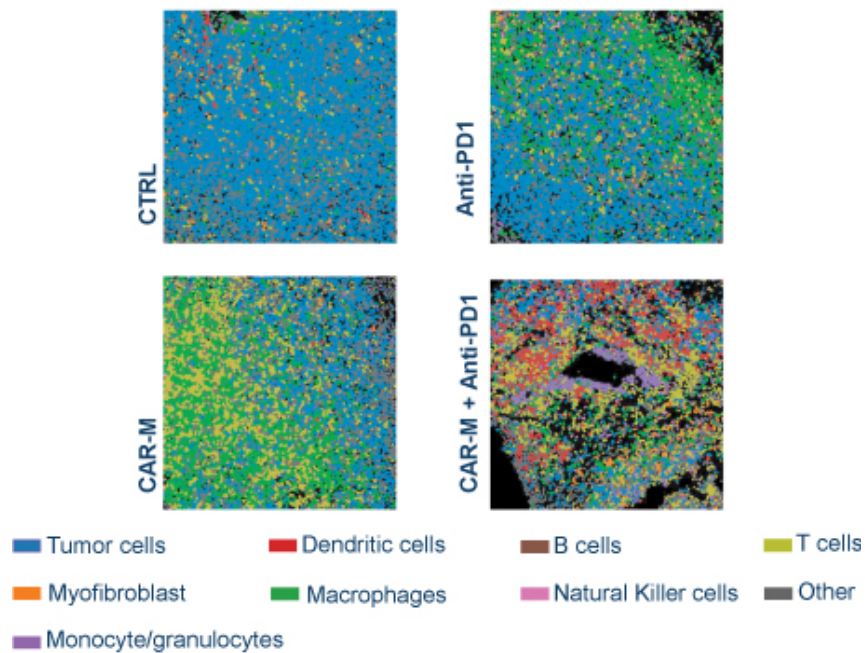 CTRL
Anti-PD1
CAR-M
CAR-M + Anti-PD1
Tumor cells
Dendritic cells
B cells
T cells
Myofibroblast
Macrophages
Natural Killer cells
Other
Monocyte/granulocytes